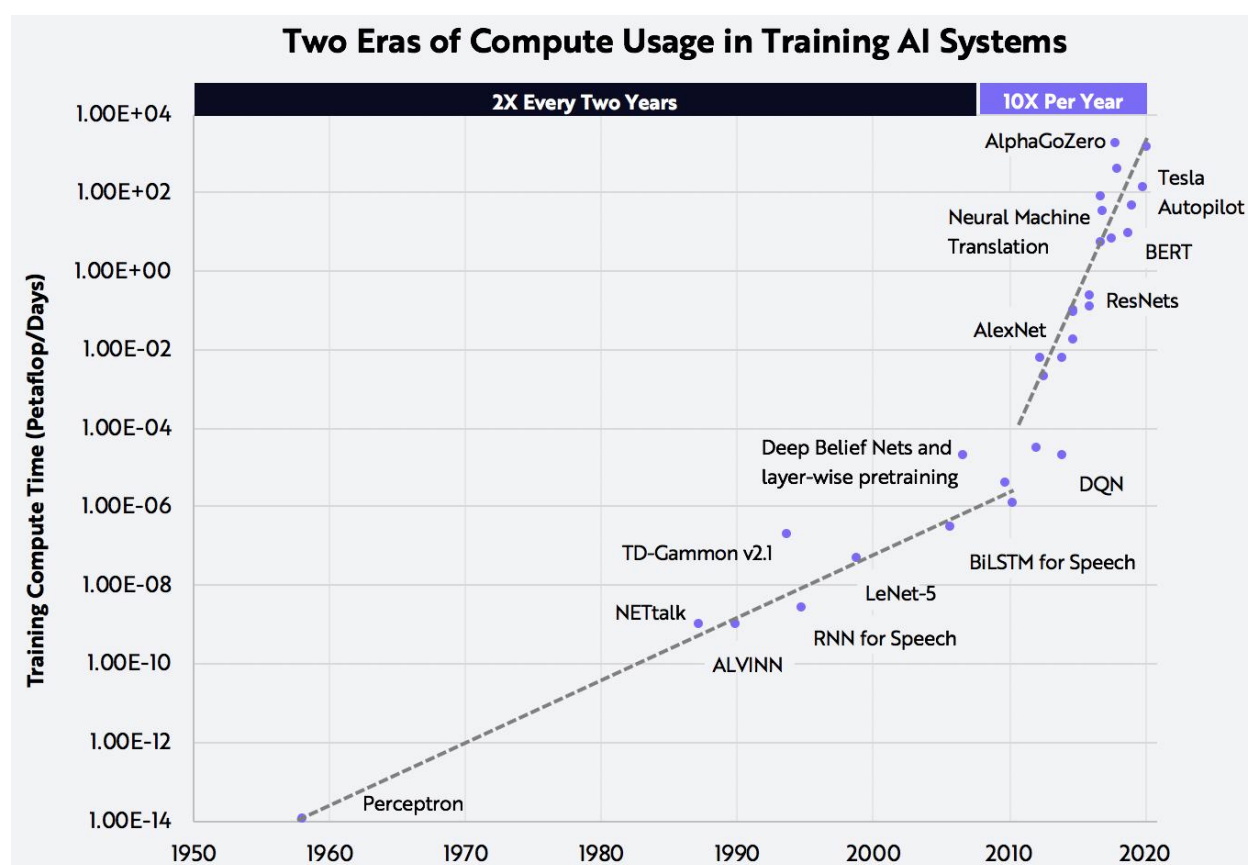 Two Eras of Compute Usage in Training AI Systems
2X Every Two Years
10X Per Year
Training Compute Time (Petaflop/Days)
1.00E+04
1.00E+02
1.00E+00
1.00E-02
1.00E-04
1.00E-06
1.00E-08
1.00E-10
1.00E-12
1.00E-14
AlphaGoZero
Tesla
Autopilot
Neural Machine
Translation
BERT
ResNets
AlexNet
Deep Belief Nets and
layer-wise pretraining
DQN
TD-Gammon v2.1
BiLSTM for Speech
LeNet-5
NETtalk
RNN for Speech
ALVINN
Perceptron
1950
1960
1970
1980
1990
2000
2010
2020